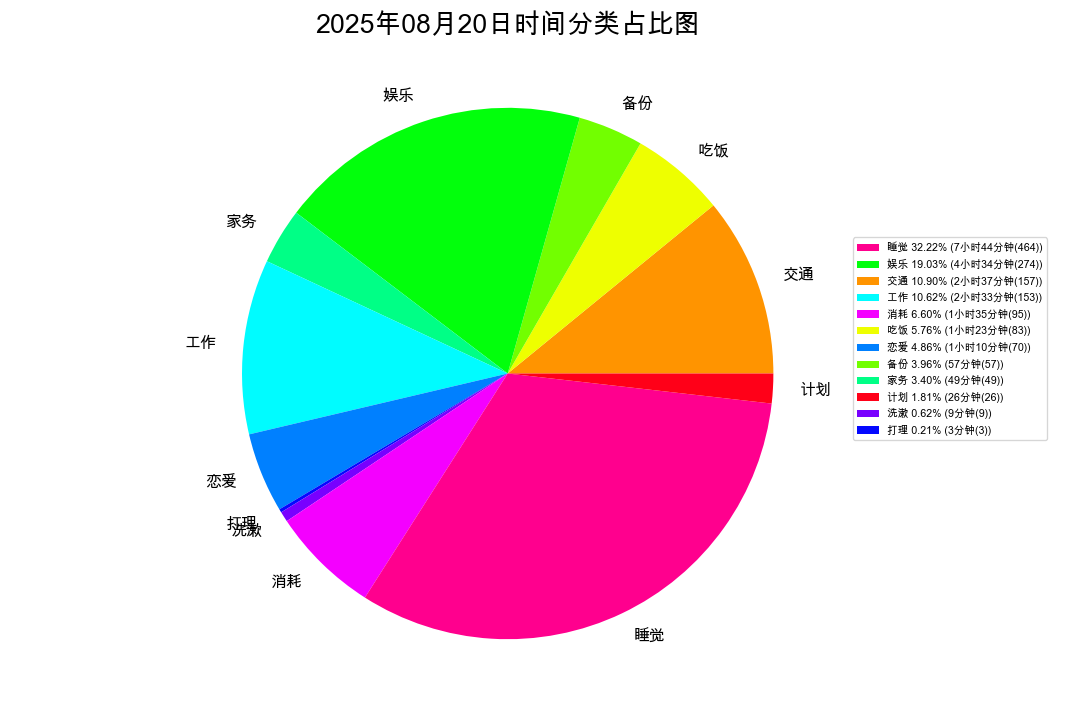 2025年08月20日时间分类占比图
娱乐
备份
吃饭
家务
交通
工作
计划
恋爱
打理
洗漱
消耗
睡觉
睡觉 32.22% (7小时44分钟(464))
娱乐 19.03% (4小时34分钟(274))
交通 10.90% (2小时37分钟(157))
工作 10.62% (2小时33分钟(153))
消耗 6.60% (1小时35分钟(95))
吃饭 5.76% (1小时23分钟(83))
恋爱 4.86% (1小时10分钟(70))
备份 3.96% (57分钟(57))
家务 3.40% (49分钟(49))
计划 1.81% (26分钟(26))
洗漱 0.62% (9分钟(9))
打理 0.21% (3分钟(3))